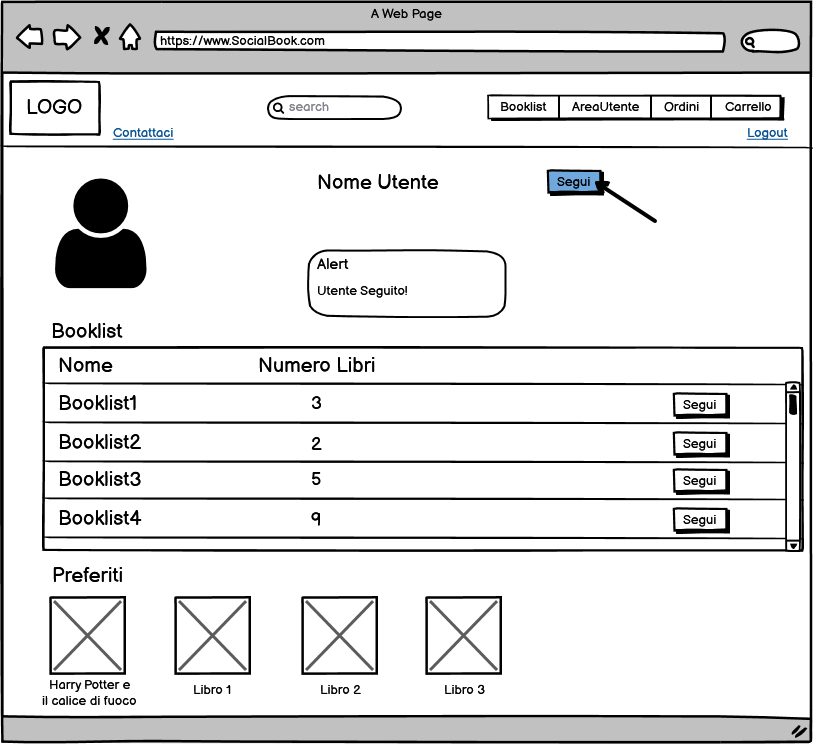 A Web Page
https://www.SocialBook.com
LOGO
search
Booklist AreaUtente Ordini Carrello
Contattaci
Logout
Nome Utente
Segui
Alert
Utente Seguito!
Booklist
Nome Numero Libri
Booklist1 3 Segui
Booklist2 2 Segui
Booklist3 5 Segui
Booklist4 9 Segui
Preferiti
Harry Potter e
il calice di fuoco
Libro 1
Libro 2
Libro 3